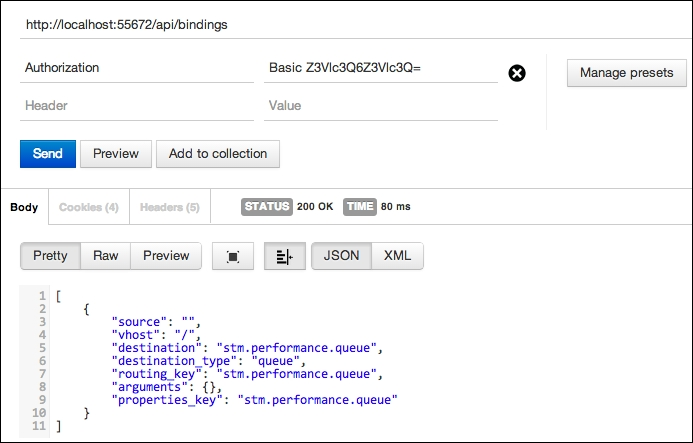 http://localhost:55672/api/bindings
Authorization Basic Z3Vlc3Q6Z3Vlc3Q= Manage presets
Header Value
Send Preview Add to collection
Body Cookies (4) Headers (5) STATUS 200 OK TIME 80 ms
Pretty Raw Preview JSON XML
1 [
2 {
3 "source": "",
4 "vhost": "/",
5 "destination": "stm.performance.queue",
6 "destination_type": "queue",
7 "routing_key": "stm.performance.queue",
8 "arguments": {},
9 "properties_key": "stm.performance.queue"
10 }
11 ]